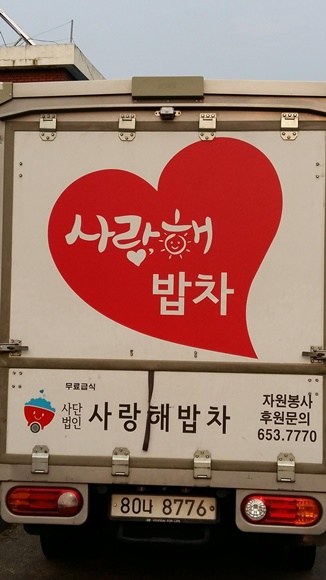 사랑해
밥차
무료급식
사단
법인
사랑해밥차
자원봉사
후원문의
653.7770
80나 8776